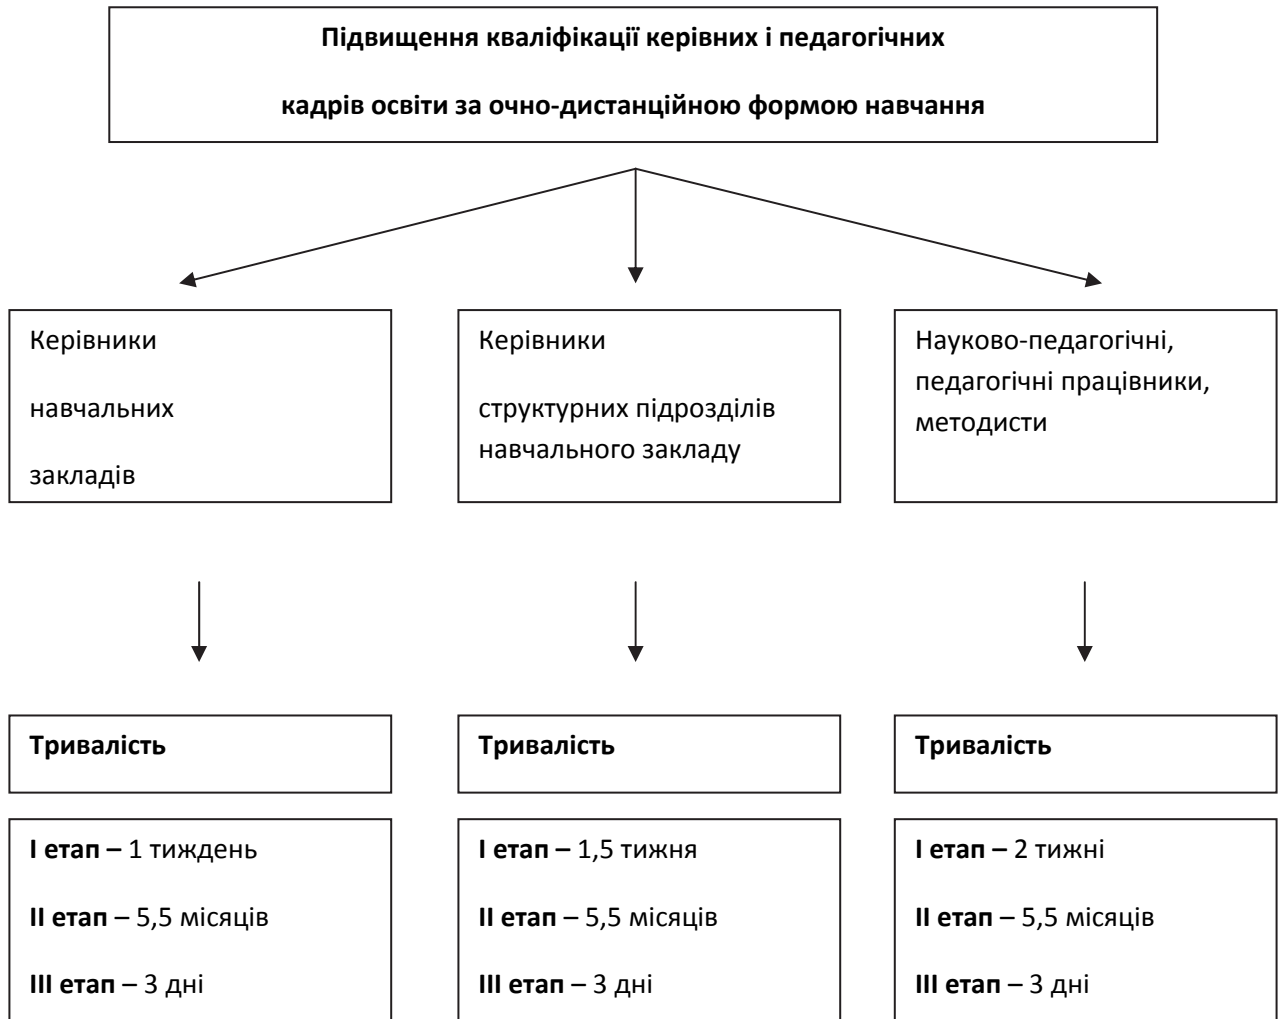 Підвищення кваліфікації керівних і педагогічних
кадрів освіти за очно-дистанційною формою навчання
Керівники
навчальних
закладів
Керівники
структурних підрозділів
навчального закладу
Науково-педагогічні,
педагогічні працівники,
методисти
Тривалість
Тривалість
Тривалість
І етап – 1 тиждень
ІІ етап – 5,5 місяців
ІІІ етап – 3 дні
І етап – 1,5 тижня
ІІ етап – 5,5 місяців
ІІІ етап – 3 дні
І етап – 2 тижні
ІІ етап – 5,5 місяців
ІІІ етап – 3 дні